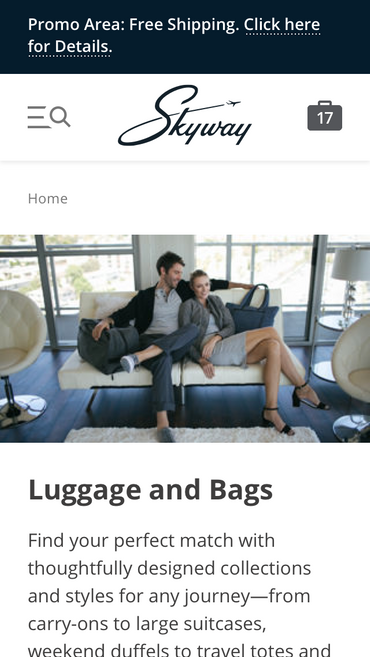 Promo Area: Free Shipping. Click here
for Details.
Skyway
17
Home
Luggage and Bags
Find your perfect match with
thoughtfully designed collections
and styles for any journey—from
carry-ons to large suitcases,
weekend duffels to travel totes and